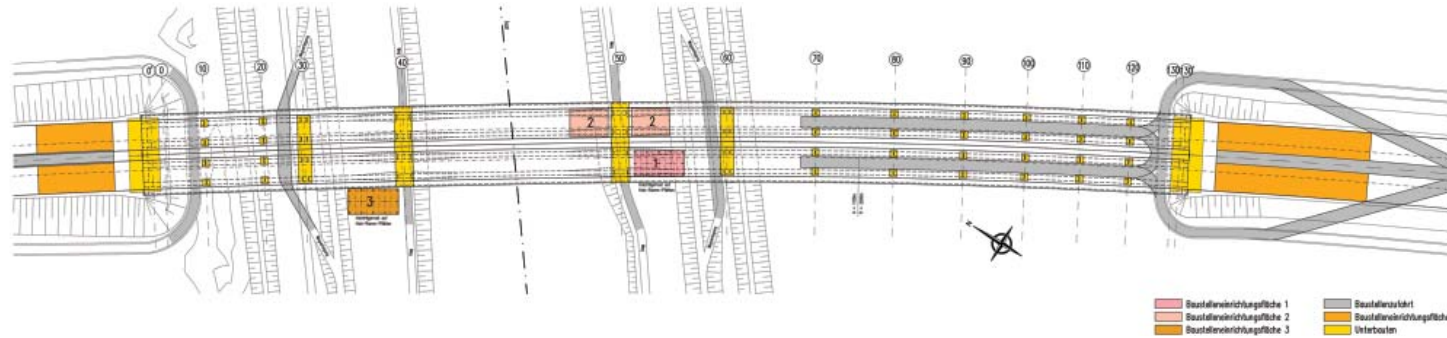 0' 0 10 20 30 40 50 60 70 80 90 100 110 120 130 130'
2 2
1
3
N
Baustelleneinrichtungsfläche 1
Baustelleneinrichtungsfläche 2
Baustelleneinrichtungsfläche 3
Baustellenzufahrt
Baustelleneinrichtungsfläche
Unterbauten